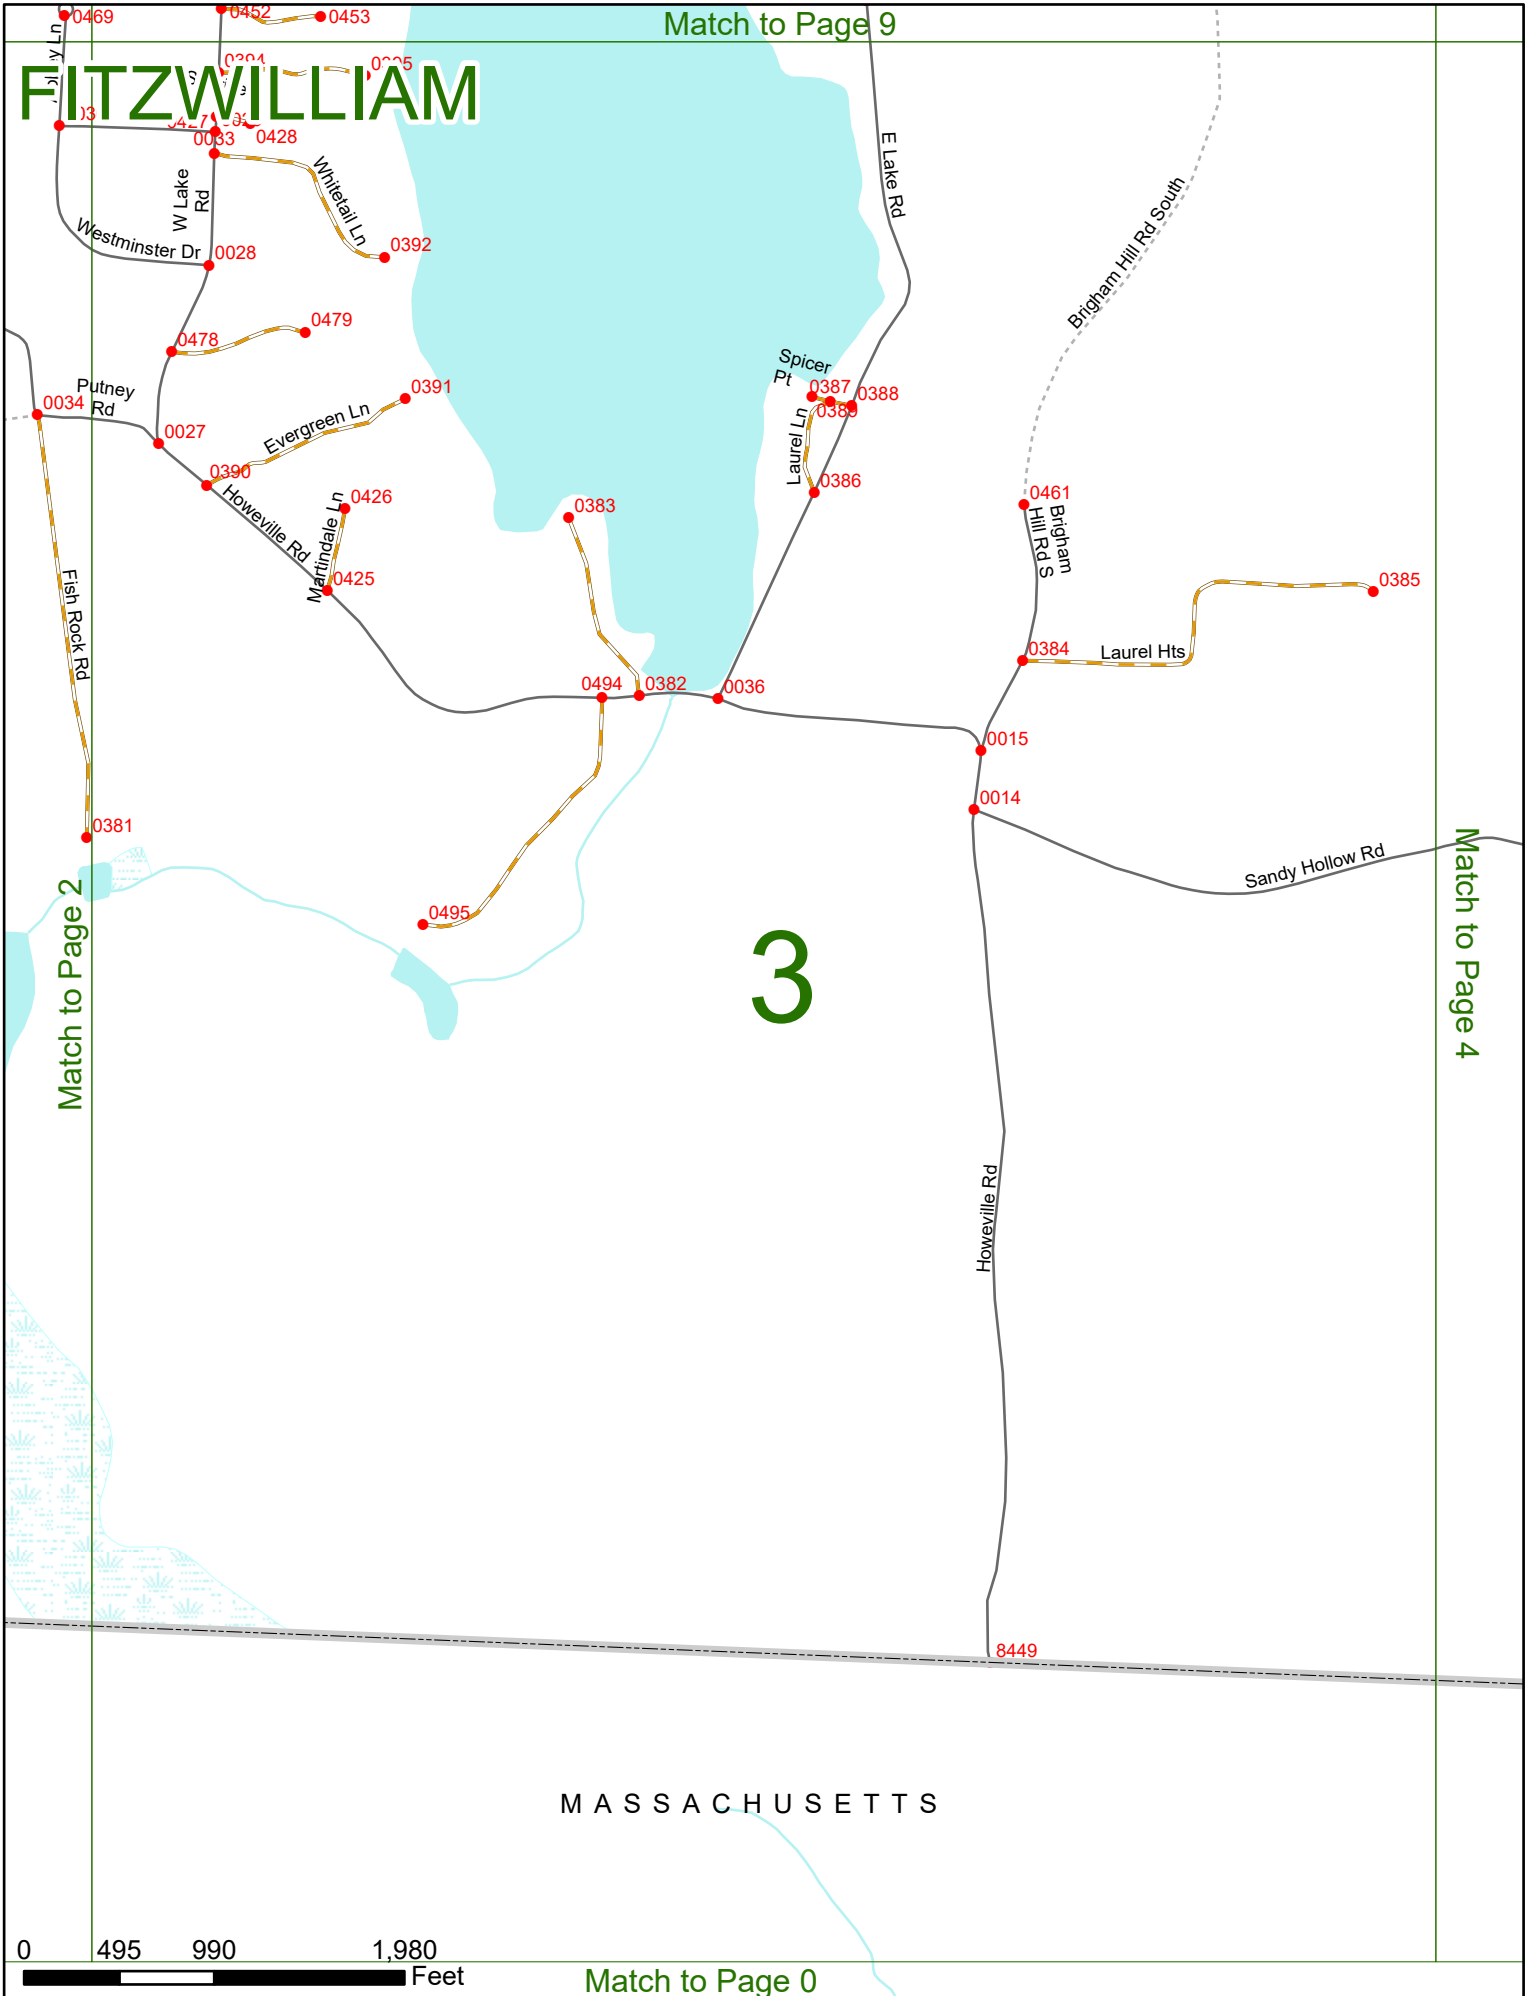 Match to Page 9
0469
0452
0453
FITZWILLIAM
0394
0428
0033
E Lake Rd
Whitetail Ln
W Lake
Rd
Westminster Dr
0028
0392
Brigham Hill Rd South
0479
0478
Spicer
Pt
Putney
Rd
0034
0391
0387
0388
0389
Evergreen Ln
0027
Laurel Ln
0390
0386
Howeville Rd
Martindale Ln
0426
0383
0461
Brigham
Hill Rd S
0425
0385
Fish Rock Rd
0384
Laurel Hts
0494
0382
0036
0015
0014
0381
Sandy Hollow Rd
Match to Page 2
Match to Page 4
0495
3
Howeville Rd
8449
MASSACHUSETTS
0 495 990 1,980
Feet
Match to Page 0